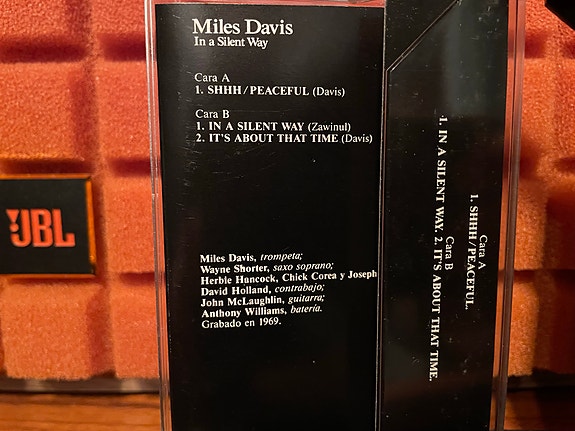 Miles Davis
In a Silent Way
Cara A
1. SHHH/PEACEFUL (Davis)
Cara B
1. IN A SILENT WAY (Zawinul)
2. IT'S ABOUT THAT TIME (Davis)
Miles Davis, trompeta;
Wayne Shorter, saxo soprano;
Herble Hancock, Chick Corea y Joseph
David Holland, contrabajo;
John McLaughlin, guitarra;
Anthony Williams, batería.
Grabado en 1969.
Cara A
1. SHHH/PEACEFUL.
Cara B
1. IN A SILENT WAY. 2. IT'S ABOUT THAT TIME.
JBL